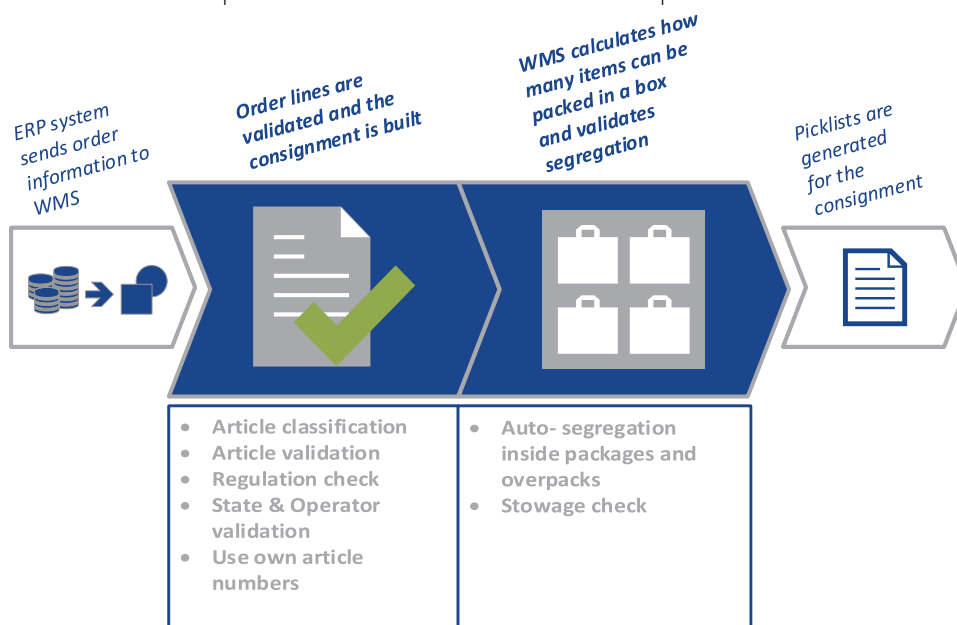 ERP system
sends order
information to
WMS
Order lines are
validated and the
consignment is built
WMS calculates how
many items can be
packed in a box
and validates
segregation
Picklists are
generated
for the
consignment
• Article classification
• Article validation
• Regulation check
• State & Operator
validation
• Use own article
numbers
• Auto- segregation
inside packages and
overpacks
• Stowage check